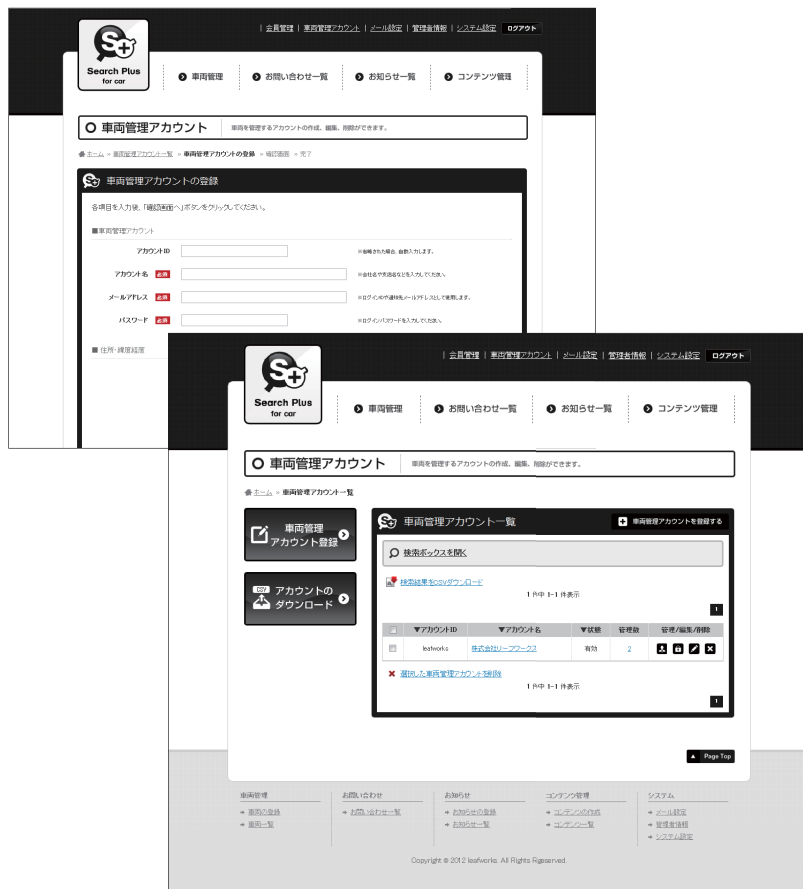 | 会員管理 | 車両管理アカウント | メール設定 | 管理者情報 | システム設定 ログアウト
S+
Search Plus
for car
車両管理 お問い合わせ一覧 お知らせ一覧 コンテンツ管理
車両管理アカウント 車両を管理するアカウントの作成、編集、削除ができます。
ホーム » 車両管理アカウント一覧 » 車両管理アカウントの登録 » 確認画面 » 完了
S+ 車両管理アカウントの登録
各項目を入力後、「確認画面へ」ボタンをクリックしてください。
■車両管理アカウント
アカウントID ※省略された場合、自動入力します。
アカウント名 必須 ※会社名や支店名などを入力してください。
メールアドレス 必須 ※ログイン時や通知先メールアドレスとして使用します。
パスワード 必須 ※ログインパスワードを入力してください。
■ 住所・緯度経度
| 会員管理 | 車両管理アカウント | メール設定 | 管理者情報 | システム設定 ログアウト
S+
Search Plus
for car
車両管理 お問い合わせ一覧 お知らせ一覧 コンテンツ管理
車両管理アカウント 車両を管理するアカウントの作成、編集、削除ができます。
ホーム » 車両管理アカウント一覧
車両管理
アカウント登録
CSV アカウントの
ダウンロード
S+ 車両管理アカウント一覧 車両管理アカウントを登録する
検索ボックスを開く
検索結果をCSVダウンロード
1 件中 1-1 件表示
1
▼アカウントID ▼アカウント名 ▼状態 管理数 管理/編集/削除
leafworks 株式会社リーフワークス 有効 2
選択した車両管理アカウントを削除
1 件中 1-1 件表示
1
▲ Page Top
車両管理 お問い合わせ お知らせ コンテンツ管理 システム
車両の登録 お問い合わせ一覧 お知らせの登録 コンテンツの作成 メール設定
車両一覧 お知らせ一覧 コンテンツ一覧 管理者情報
システム設定
Copyright © 2012 leafworks. All Rights Rgeserved.